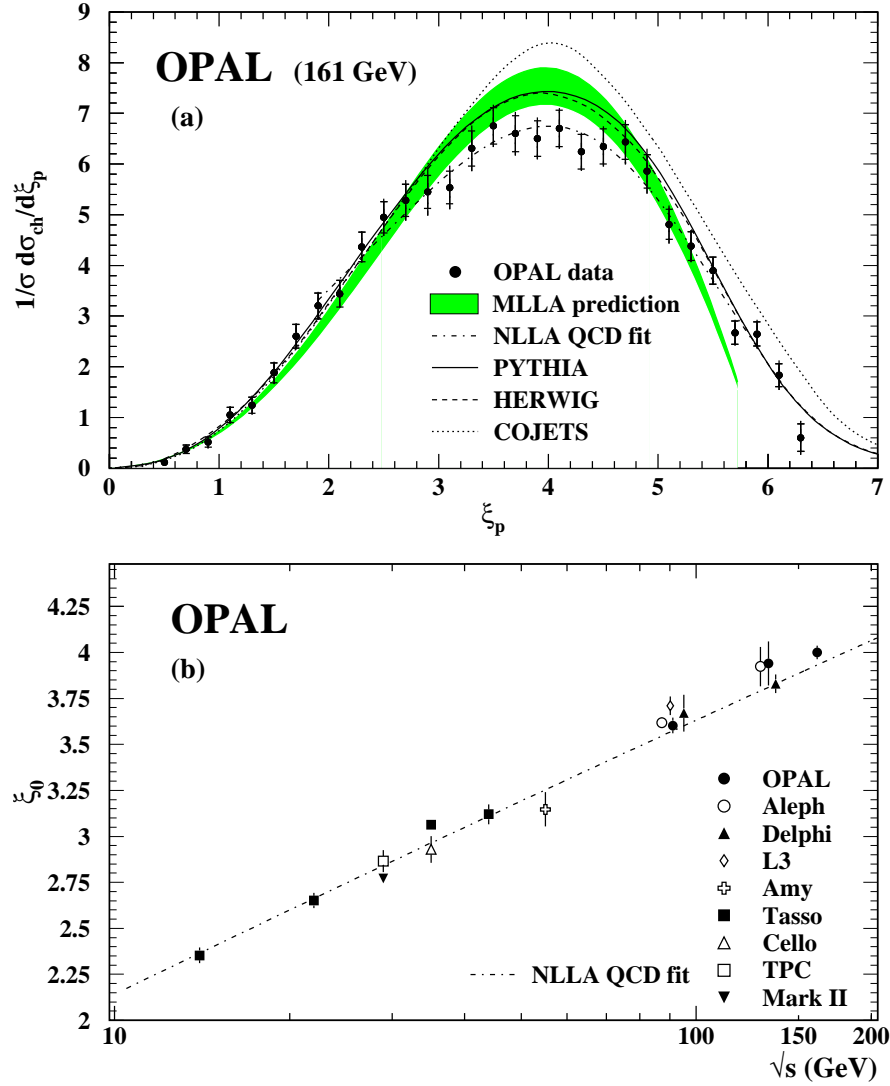 OPAL (161 GeV)
(a)
1/σ dσch/dξp
9
8
7
6
5
4
3
2
1
0
OPAL data
MLLA prediction
NLLA QCD fit
PYTHIA
HERWIG
COJETS
0 1 2 3 4 5 6 7
ξp
OPAL
(b)
ξ0
4.25
4
3.75
3.5
3.25
3
2.75
2.5
2.25
2
OPAL
Aleph
Delphi
L3
Amy
Tasso
Cello
TPC
Mark II
NLLA QCD fit
10 100 150 200
√s (GeV)